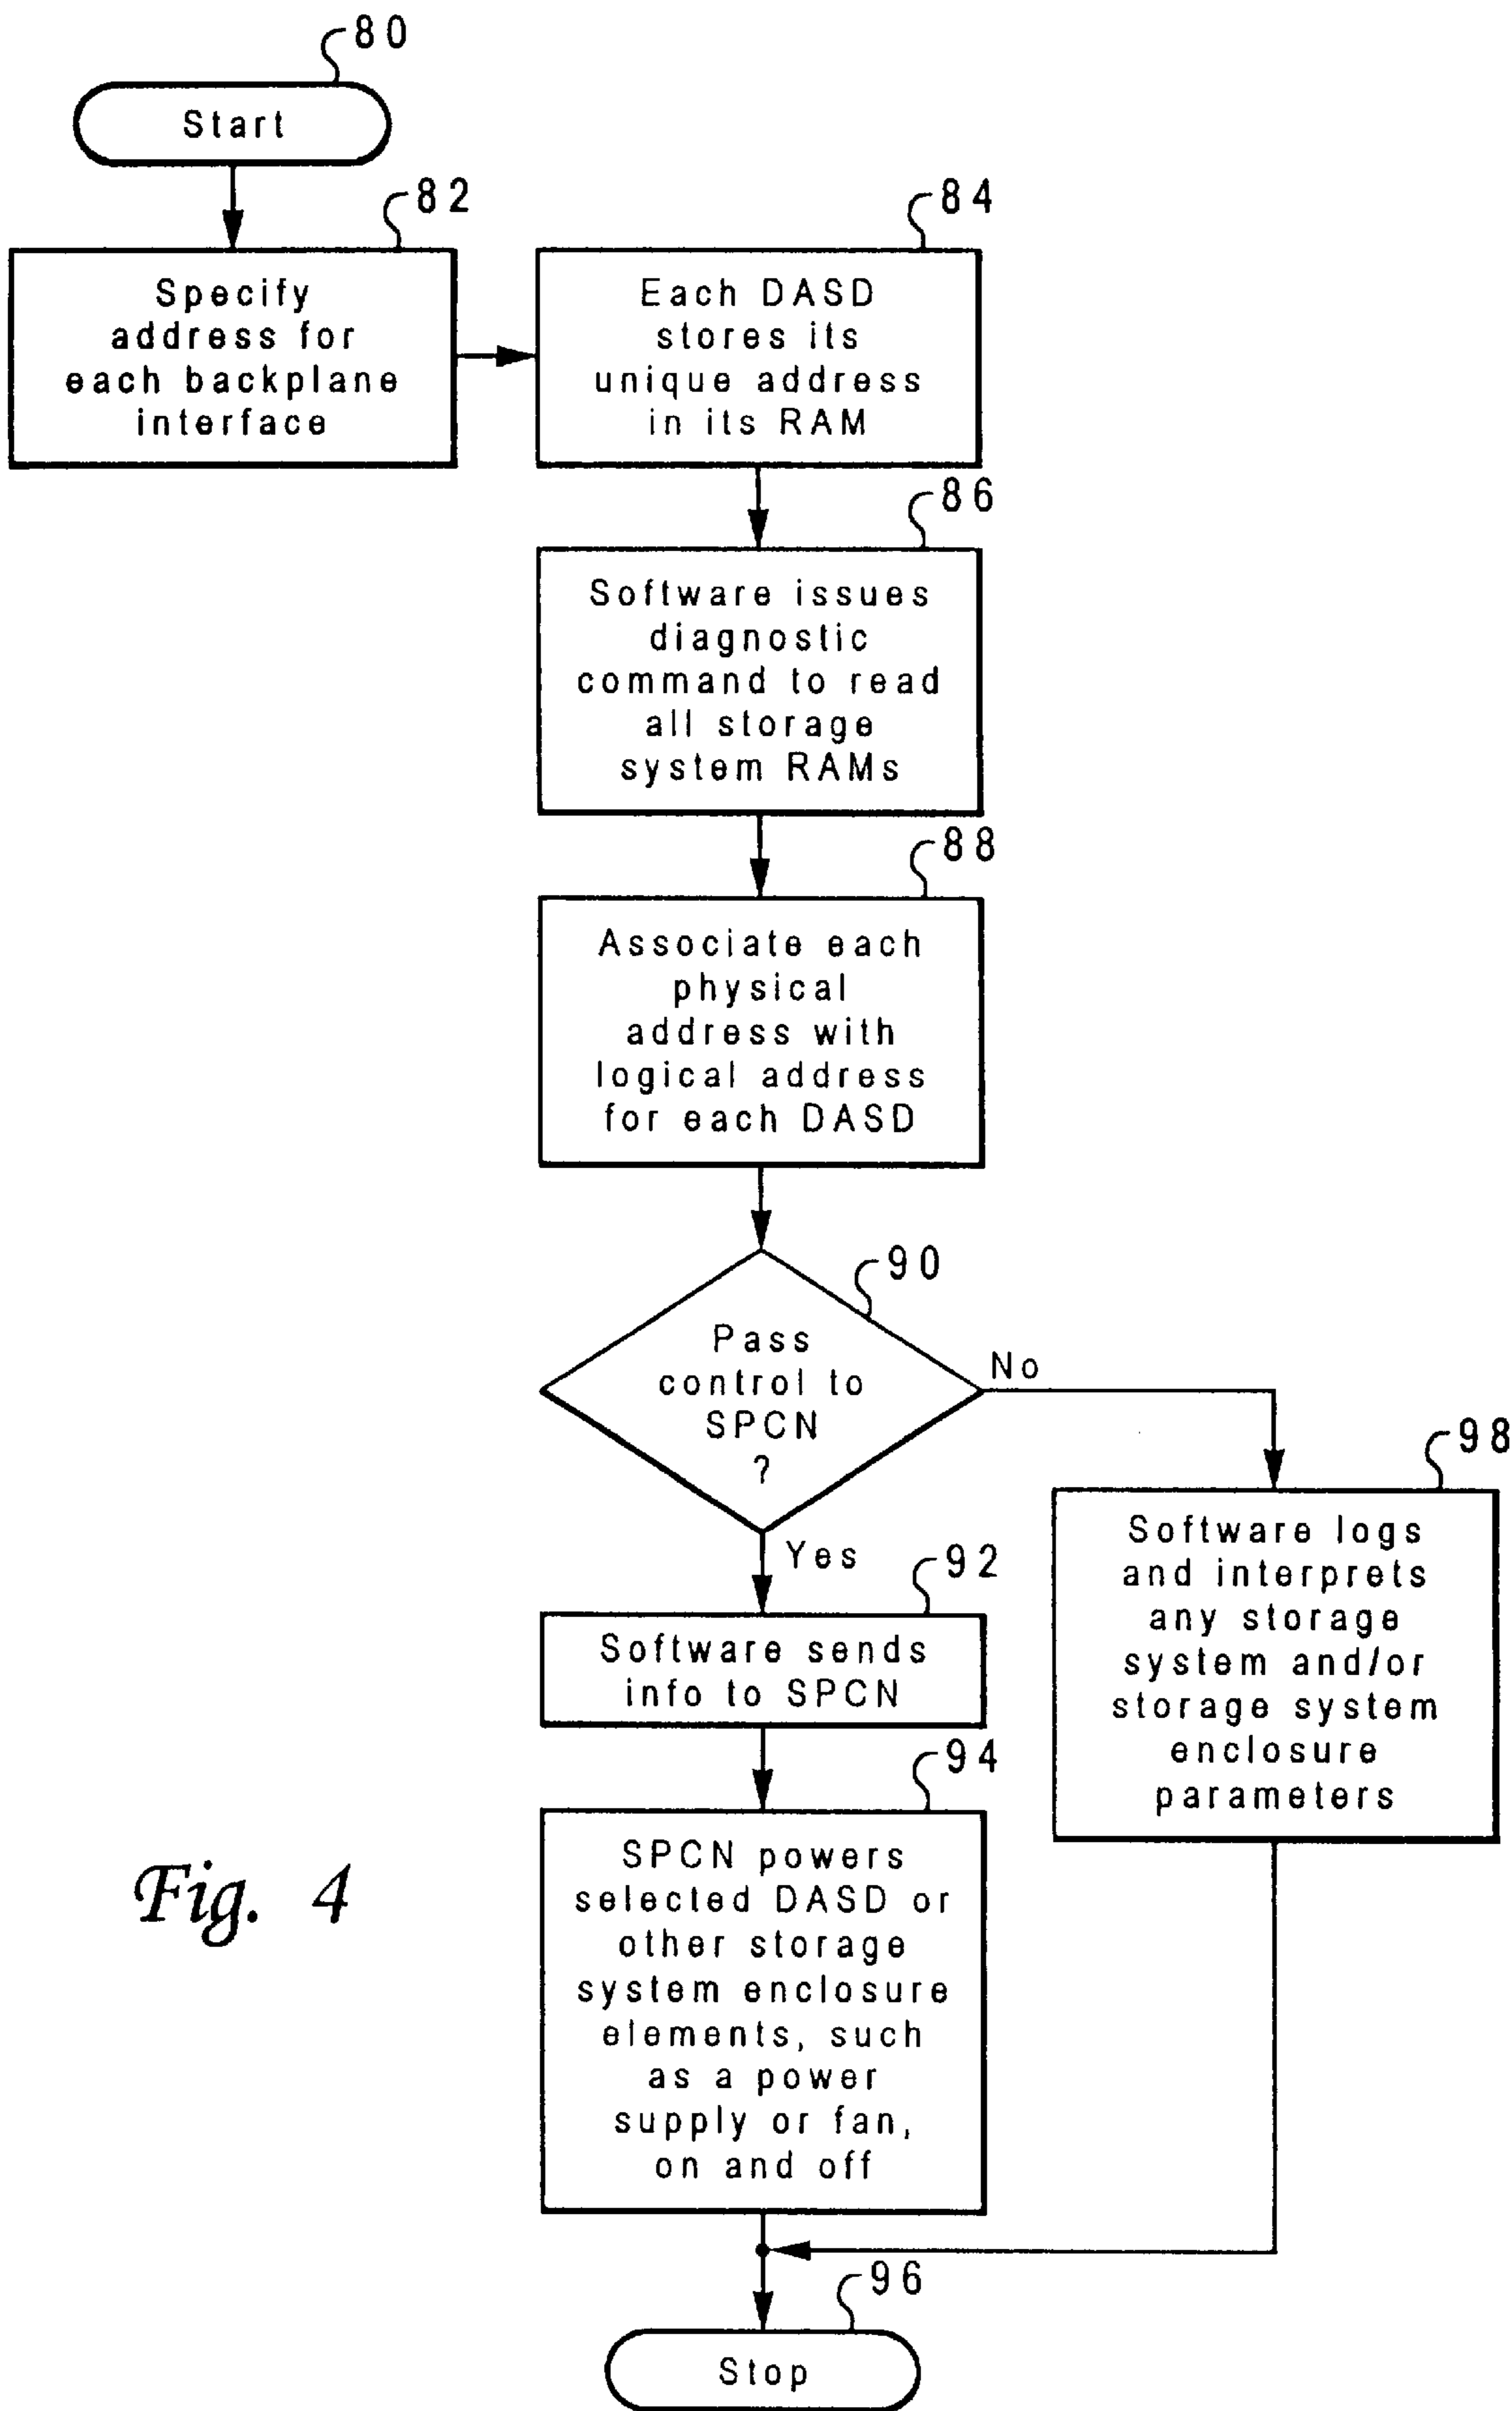 80
Start
82
Specify
address for
each backplane
interface
84
Each DASD
stores its
unique address
in its RAM
86
Software issues
diagnostic
command to read
all storage
system RAMs
88
Associate each
physical
address with
logical address
for each DASD
90
Pass
control to
SPCN
?
No
Yes
92
Software sends
info to SPCN
98
Software logs
and interprets
any storage
system and/or
storage system
enclosure
parameters
94
SPCN powers
selected DASD or
other storage
system enclosure
elements, such
as a power
supply or fan,
on and off
96
Stop
Fig. 4